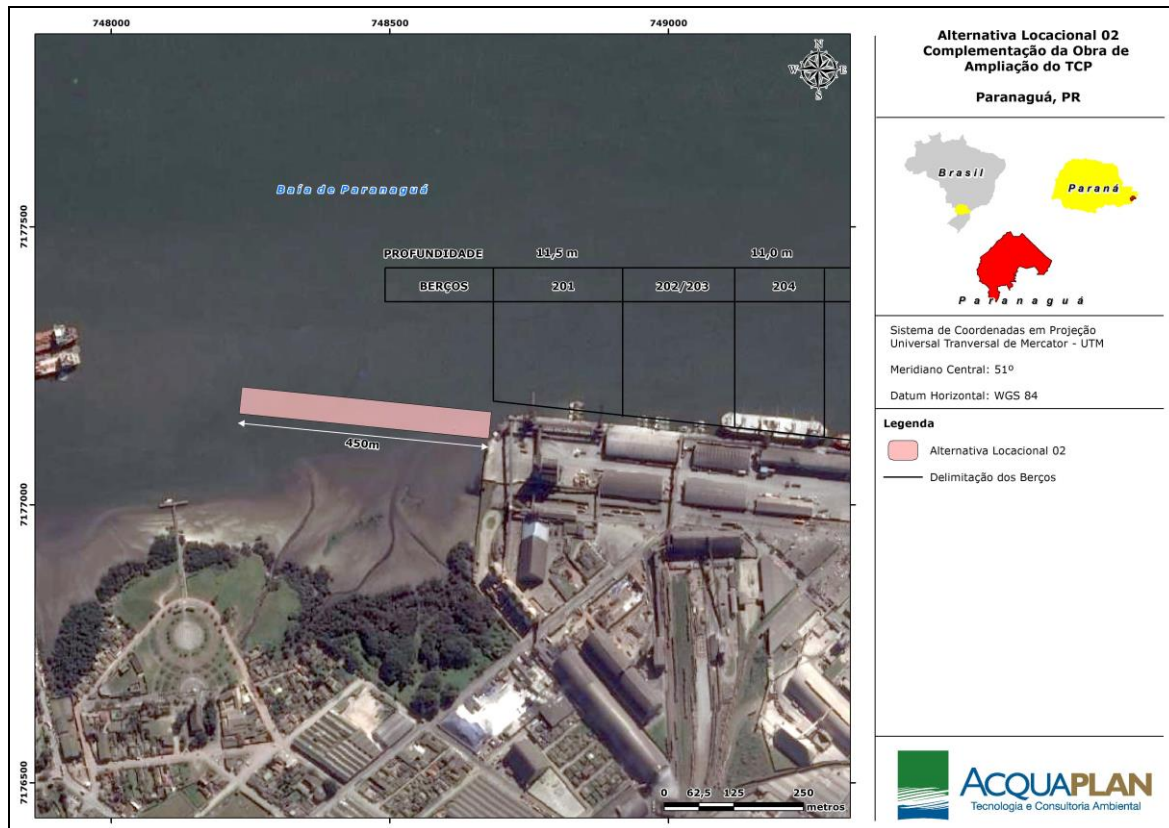 748000
748500
749000
7177500
7177000
7176500
N
W E
S
Baía de Paranaguá
PROFUNDIDADE 11,5 m 11,0 m
BERÇOS 201 202/203 204
450m
0 62,5 125 250
metros
Alternativa Locacional 02
Complementação da Obra de
Ampliação do TCP
Paranaguá, PR
Brasil
Paraná
Paranaguá
Sistema de Coordenadas em Projeção
Univeral Tranversal de Mercator - UTM
Meridiano Central: 51º
Datum Horizontal: WGS 84
Legenda
Alternativa Locacional 02
Delimitação dos Berços
ACQUAPLAN
Tecnologia e Consultoria Ambiental